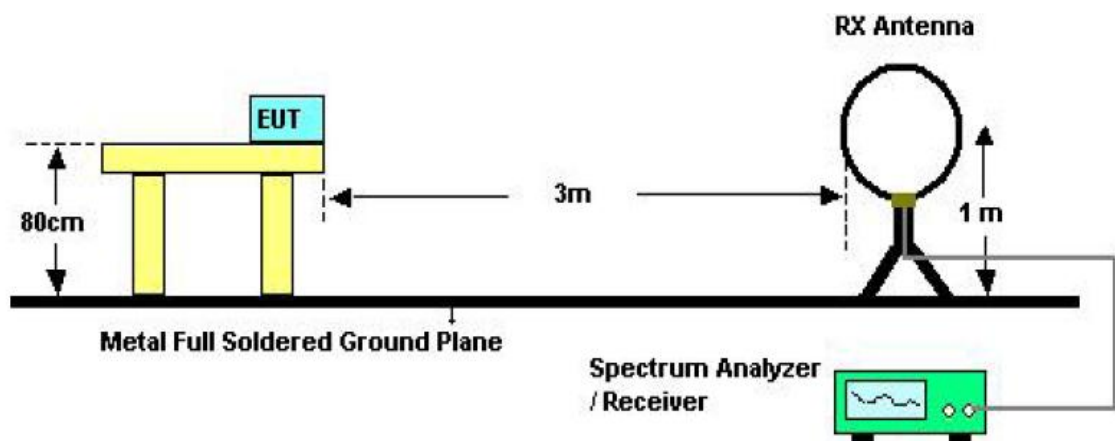 RX Antenna
EUT
80cm
3m
1 m
Metal Full Soldered Ground Plane
Spectrum Analyzer
/ Receiver